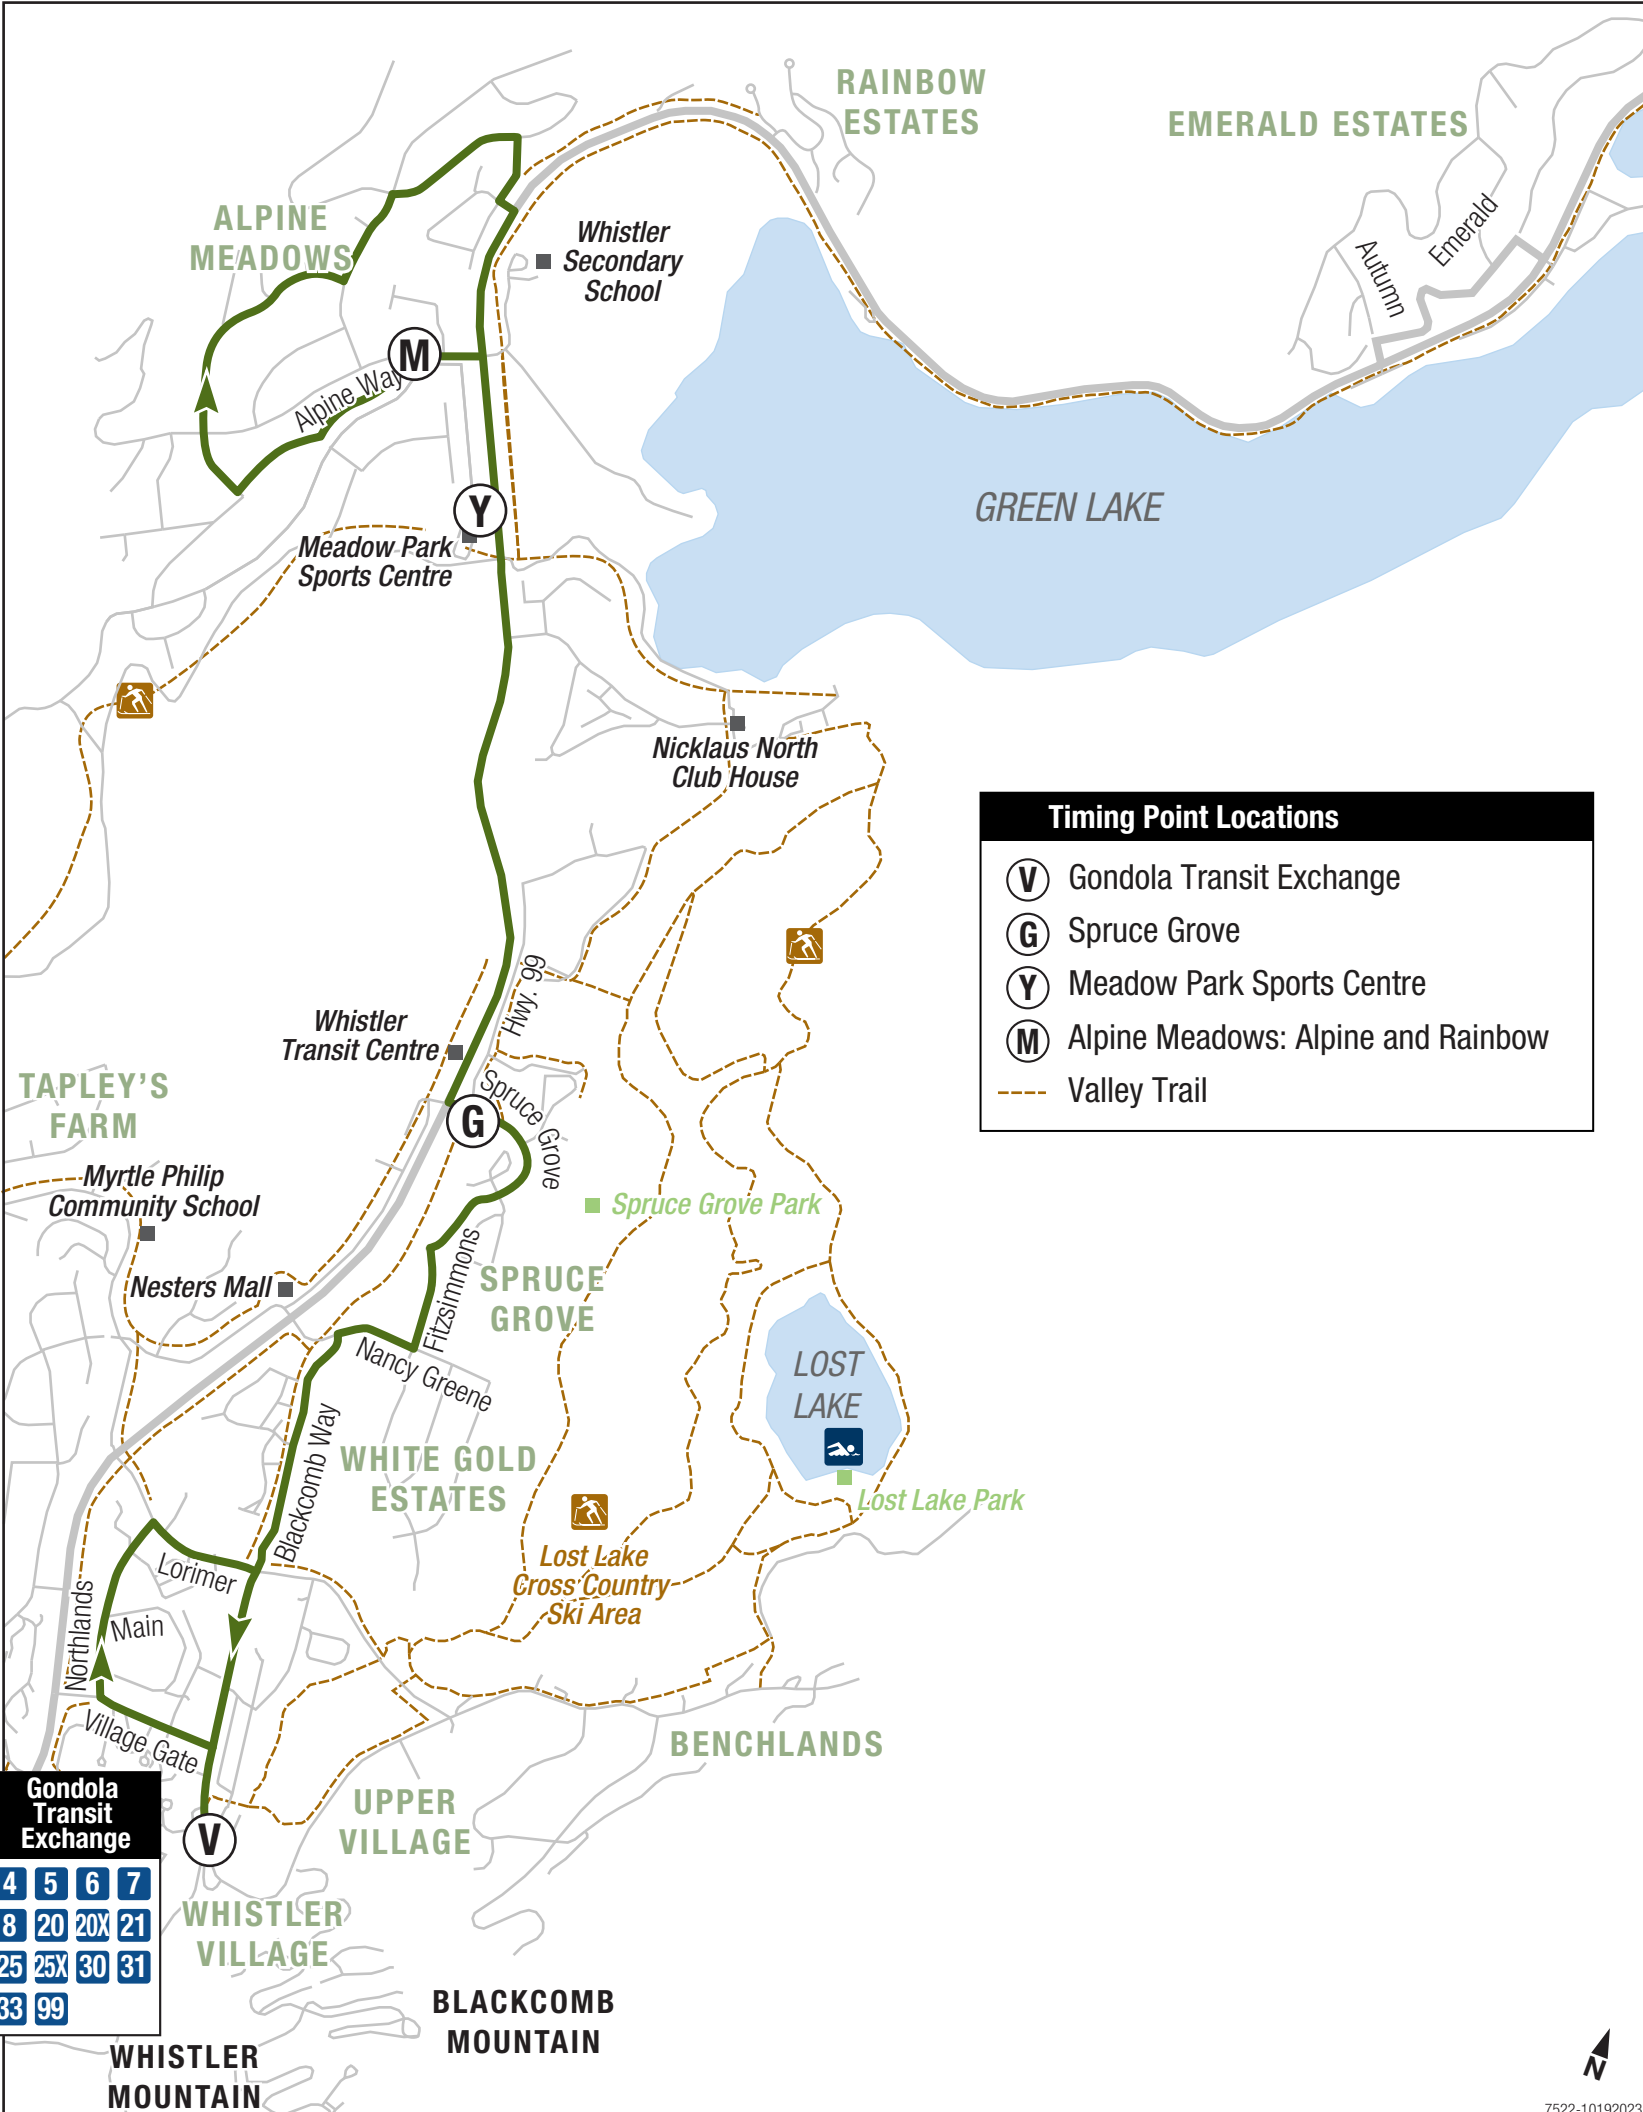 RAINBOW
ESTATES
EMERALD ESTATES
ALPINE
MEADOWS
Whistler
Secondary
School
Autumn
Emerald
M
Alpine Way
Y
GREEN LAKE
Meadow Park
Sports Centre
Nicklaus North
Club House
Timing Point Locations
V Gondola Transit Exchange
G Spruce Grove
Y Meadow Park Sports Centre
M Alpine Meadows: Alpine and Rainbow
Valley Trail
Hwy. 99
Whistler
Transit Centre
TAPLEY'S
FARM
Spruce Grove
G
Myrtle Philip
Community School
Spruce Grove Park
Nesters Mall
Fitzsimmons
SPRUCE
GROVE
Nancy Greene
LOST
LAKE
Blackcomb Way
WHITE GOLD
ESTATES
Lost Lake Park
Lorimer
Lost Lake
Cross Country
Ski Area
Northlands
Main
Village Gate
BENCHLANDS
Gondola
Transit
Exchange
UPPER
VILLAGE
V
4 5 6 7
8 20 20X 21
25 25X 30 31
33 99
WHISTLER
VILLAGE
BLACKCOMB
MOUNTAIN
WHISTLER
MOUNTAIN
N
7522-10192023